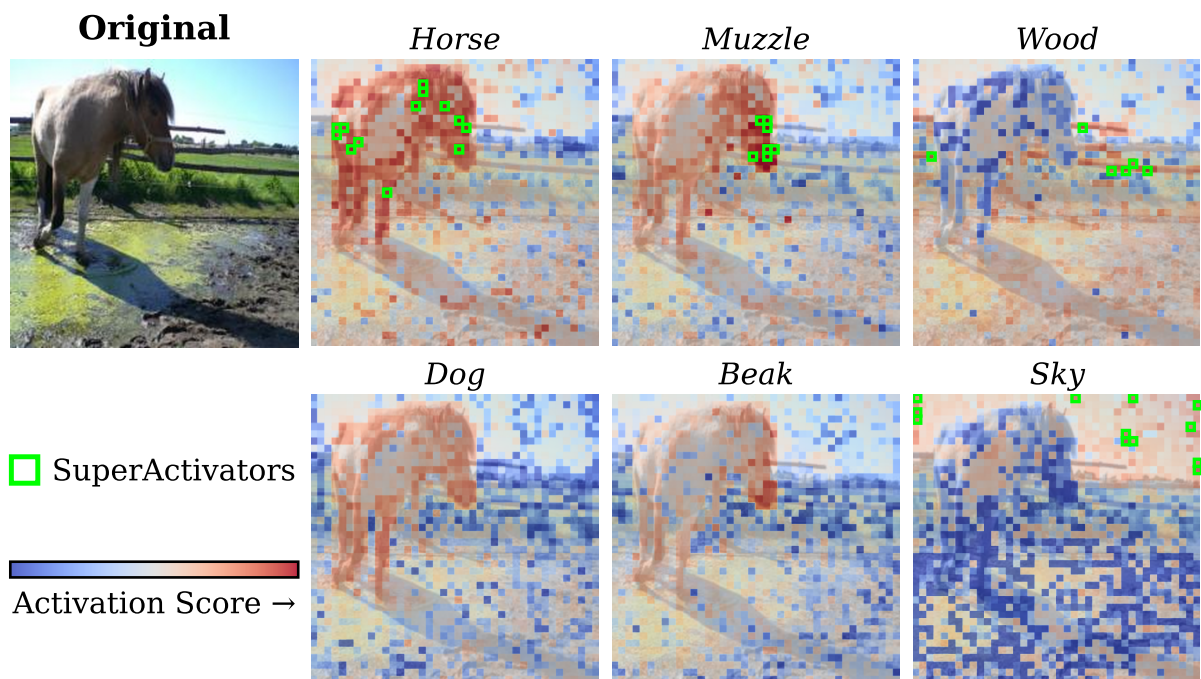 Original
Horse
Muzzle
Wood
Dog
Beak
Sky
SuperActivators
Activation Score →